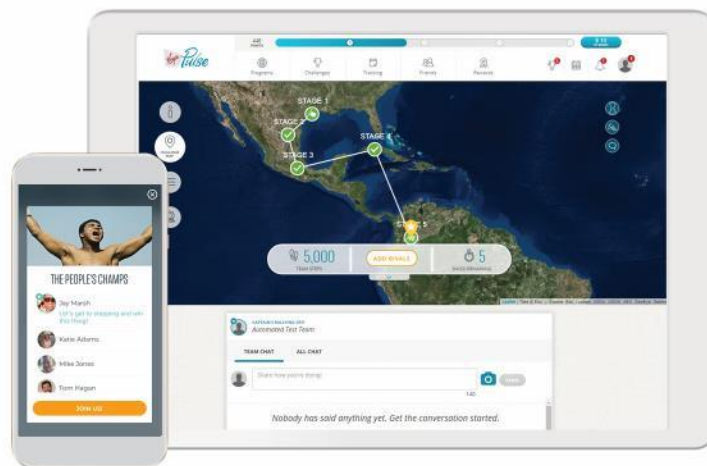 Pulse
Programs
Challenges
Training
Friends
Rewards
STAGE 1
STAGE 2
STAGE 3
STAGE 4
5,000
TEAM STEPS
ADD RIVALS
5
DAYS REMAINING
Automated Test Team
TEAM CHAT
ALL CHAT
Share how you're doing!
140
Nobody has said anything yet. Get the conversation started.
THE PEOPLE'S CHAMPS
Jay Marsh
Let's get to stepping and win
this thing!
Katie Adams
Mike Jones
Tom Kagan
JOIN US!